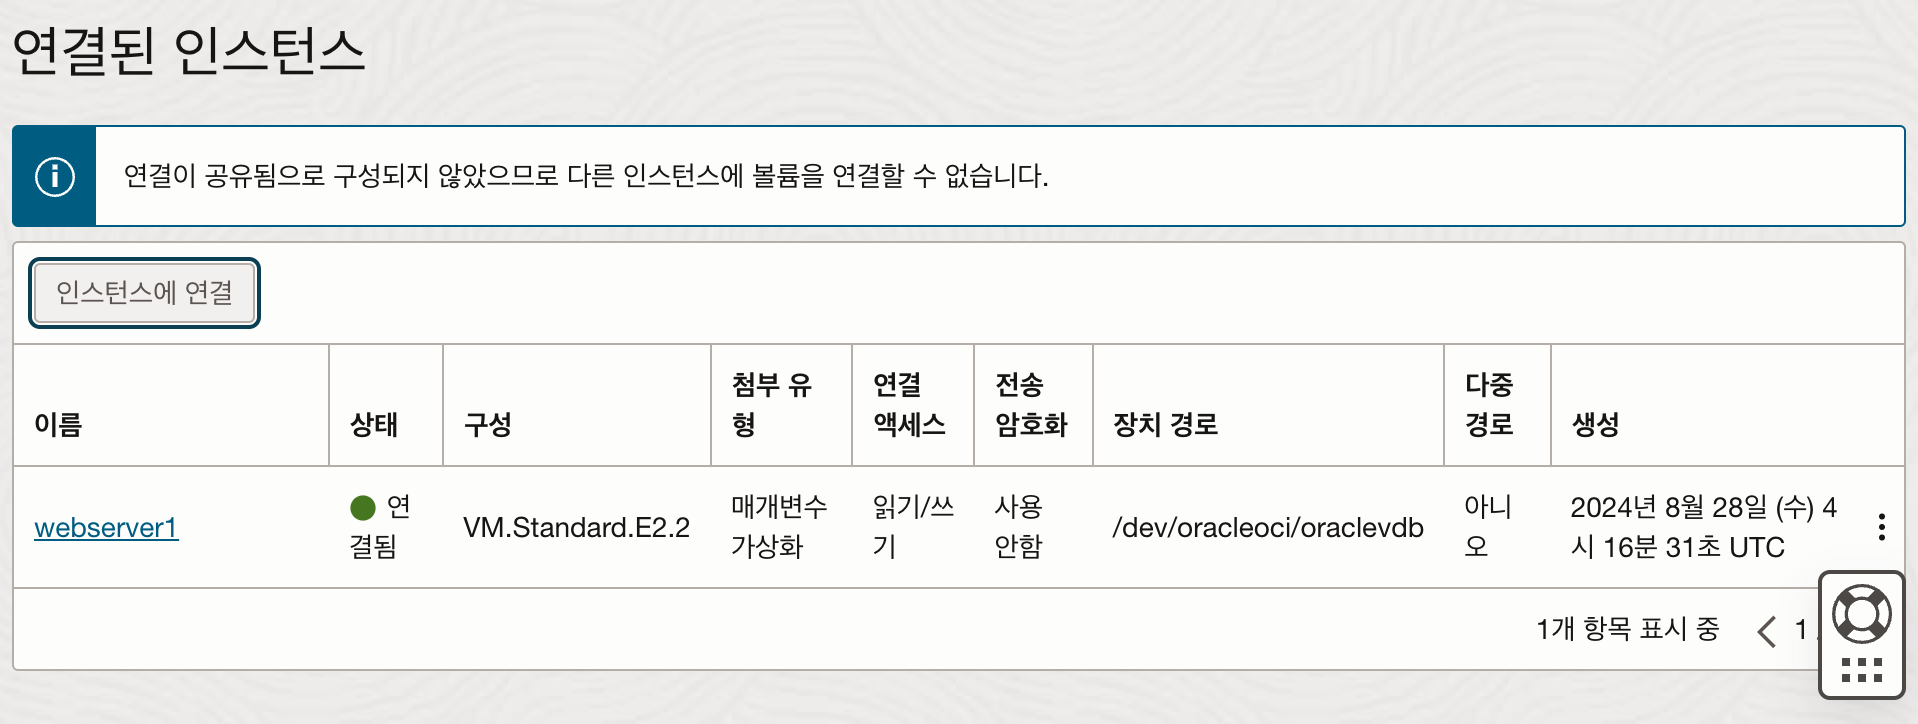 연결된 인스턴스
연결이 공유됨으로 구성되지 않았으므로 다른 인스턴스에 볼륨을 연결할 수 없습니다.
인스턴스에 연결
이름
상태
구성
첨부 유
형
연결
액세스
전송
암호화
장치 경로
다중
경로
생성
webserver1
연
결됨
VM.Standard.E2.2
매개변수
가상화
읽기/쓰
기
사용
안함
/dev/oracleoci/oraclevdb
아니
오
2024년 8월 28일 (수) 4
시 16분 31초 UTC
1개 항목 표시 중
1